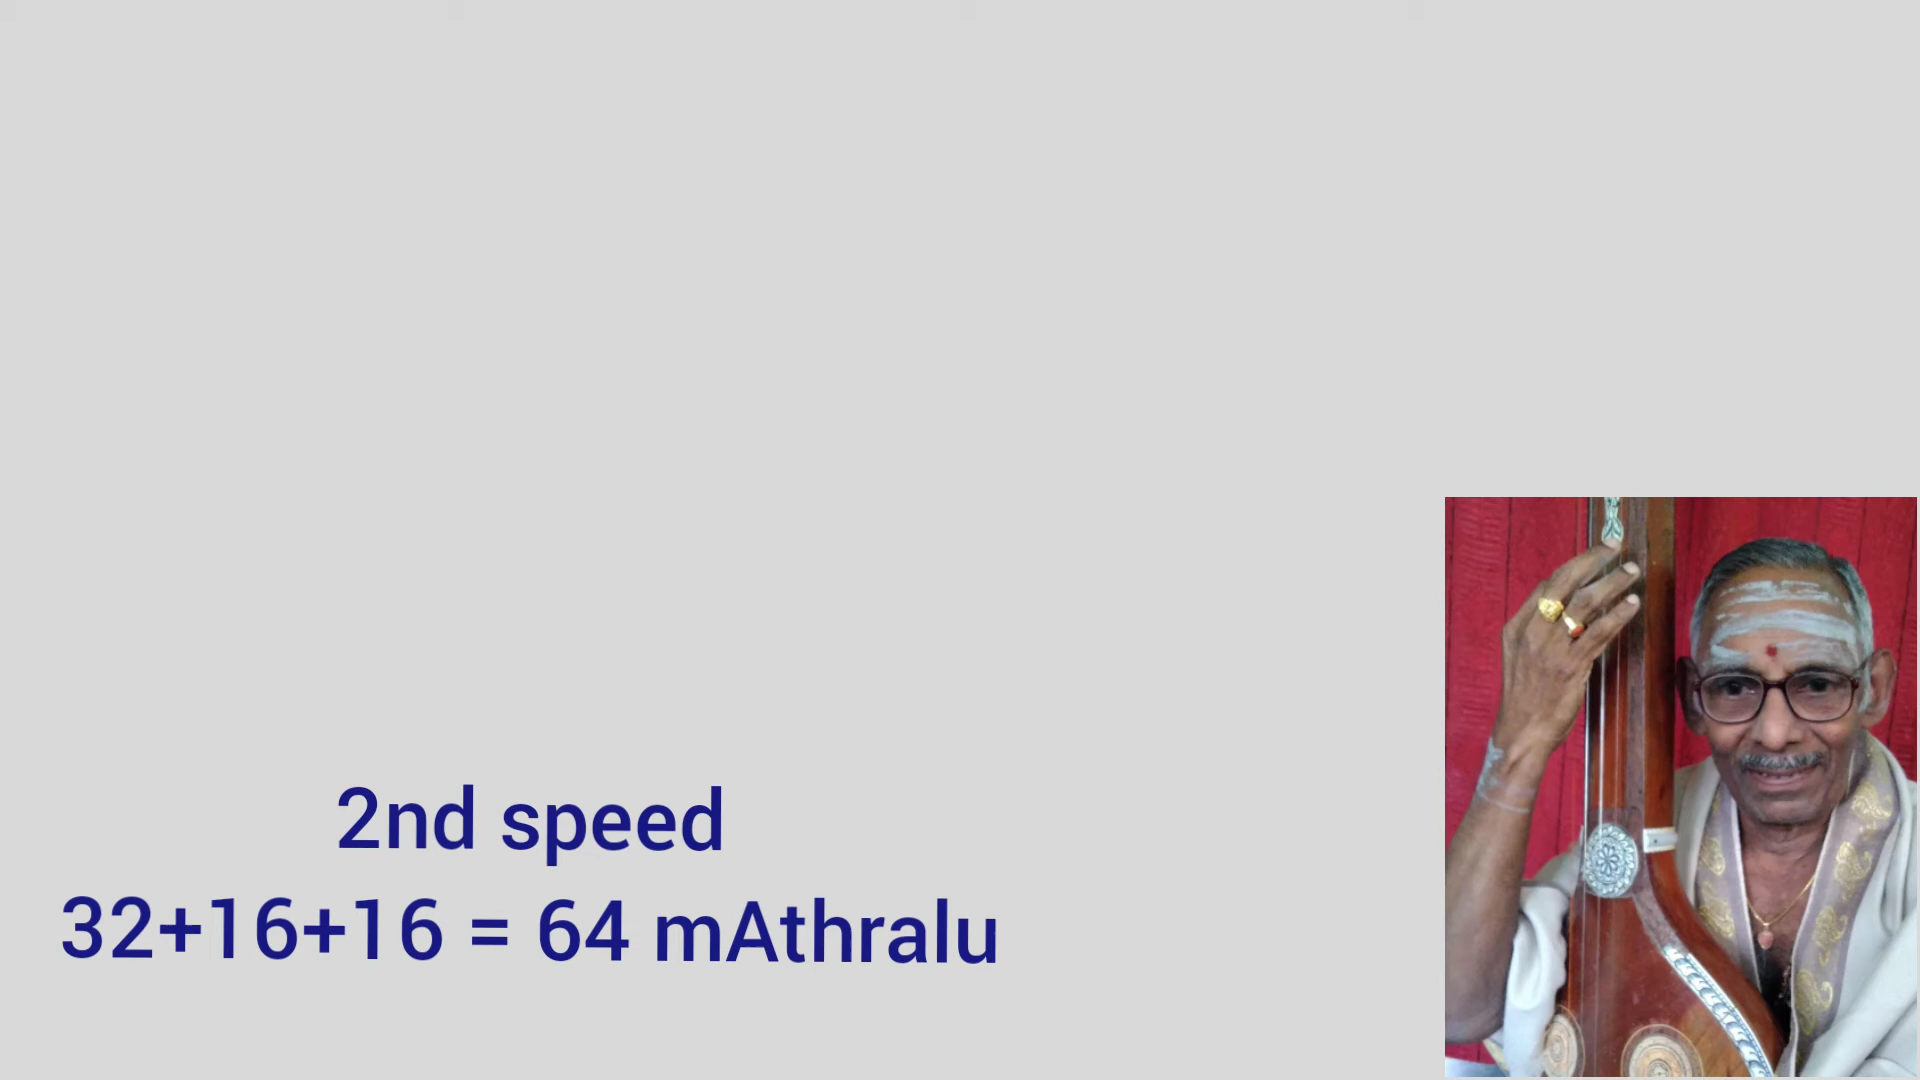 2nd speed
32+16+16 = 64 mAthralu